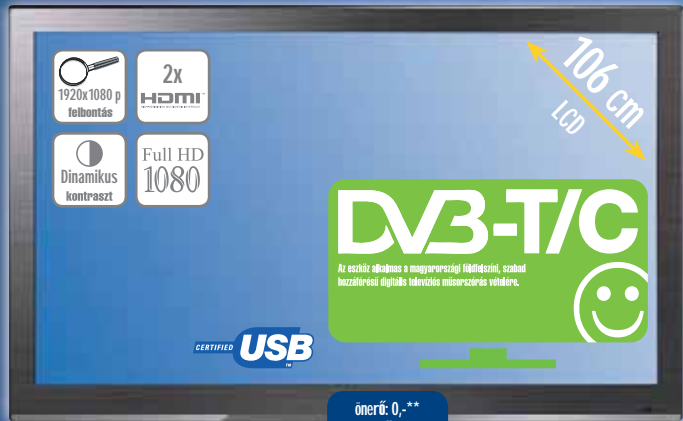 1920x1080 p
felbontás
2x
HDMI
Dinamikus
kontraszt
Full HD
1080
106 cm
LCD
DVB-T/C
Az eszköz alkalmas a magyarországi földfelszíni, szabad
hozzáférésű digitális televíziós műsorszórás vételére.
CERTIFIED USB
TM
önerő: 0,-**